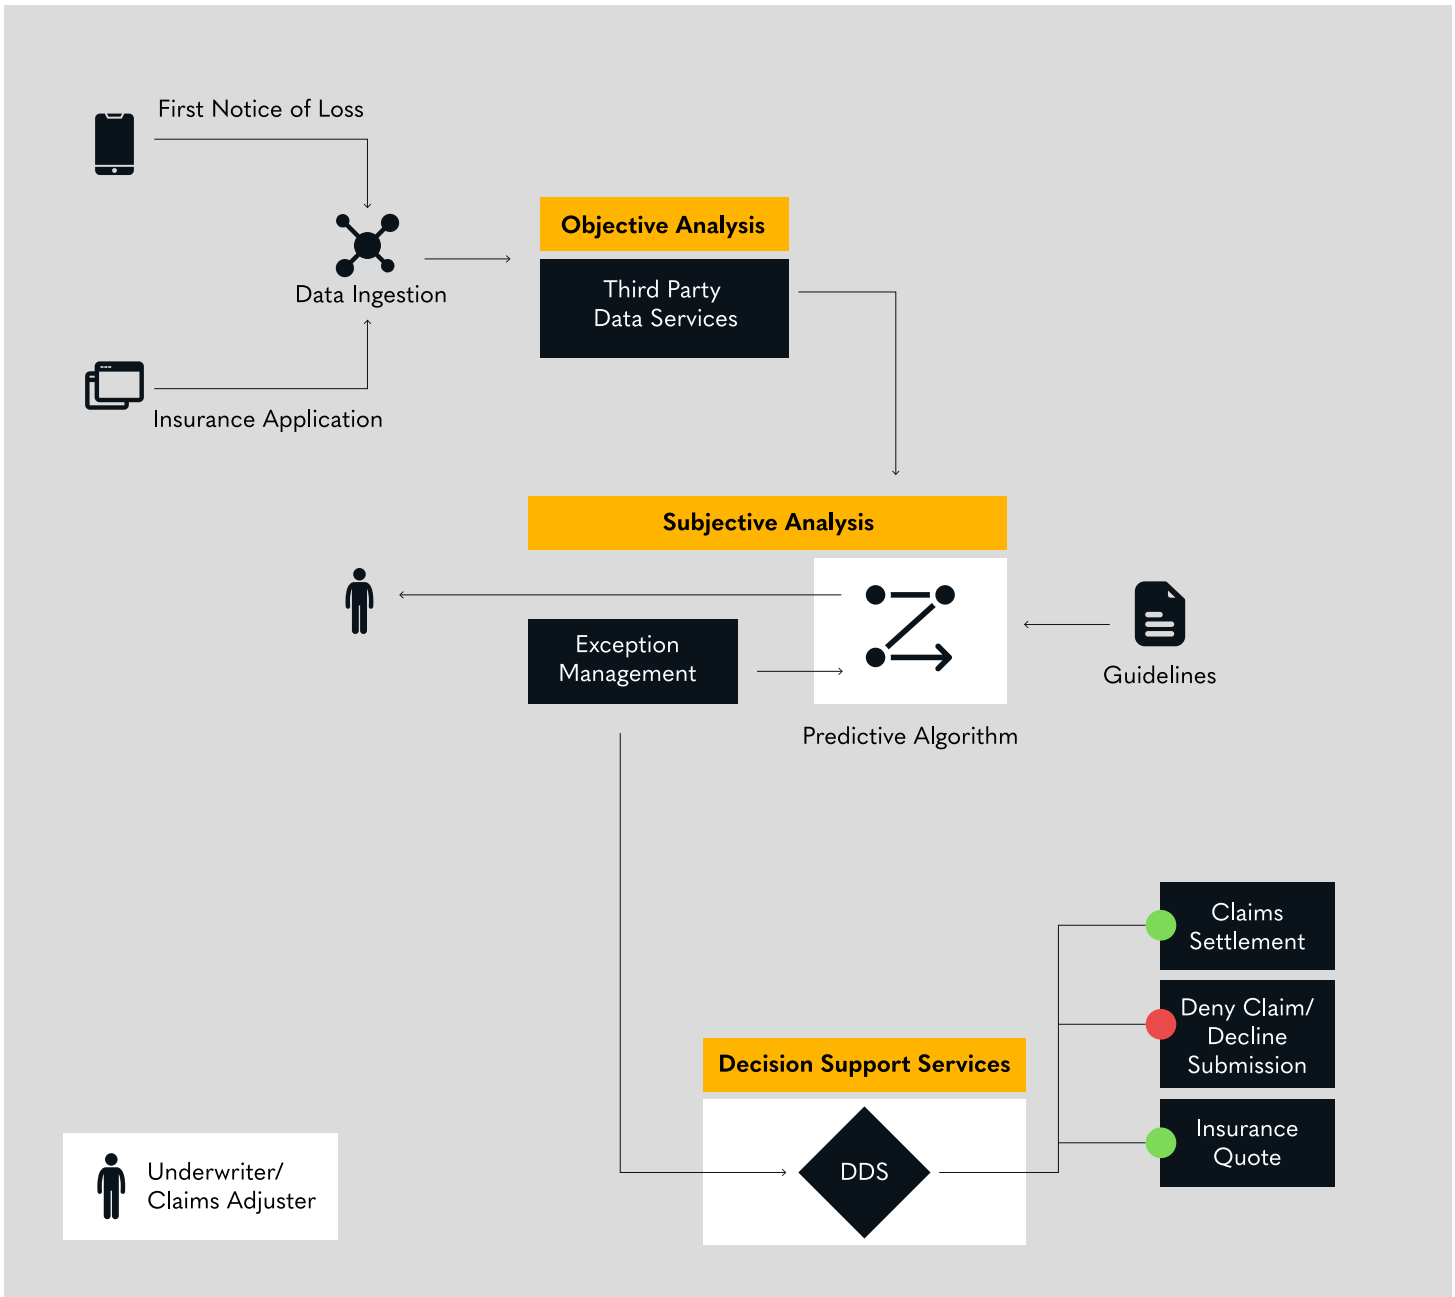 First Notice of Loss
Data Ingestion
Insurance Application
Objective Analysis
Third Party
Data Services
Subjective Analysis
Exception
Management
Predictive Algorithm
Guidelines
Claims
Settlement
Deny Claim/
Decline
Submission
Insurance
Quote
Decision Support Services
DDS
Underwriter/
Claims Adjuster